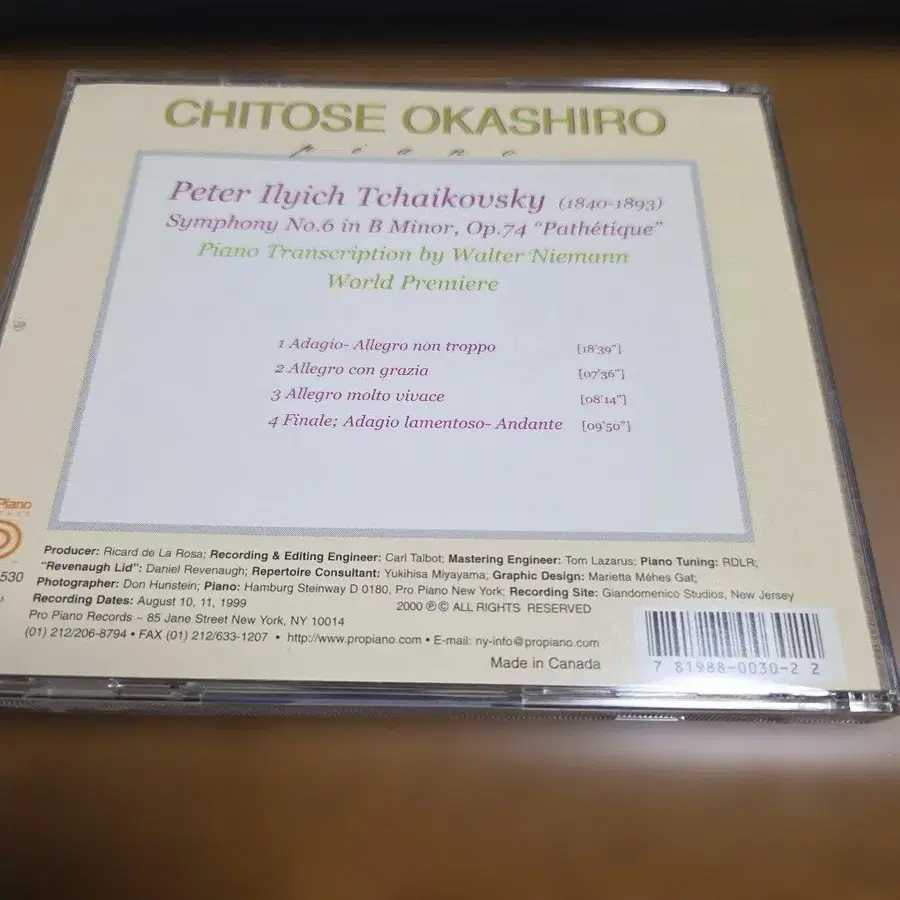 CHITOSE OKASHIRO
piano
Peter Ilyich Tchaikovsky (1840-1893)
Symphony No.6 in B Minor, Op.74 “Pathétique”
Piano Transcription by Walter Niemann
World Premiere
1 Adagio- Allegro non troppo [18'39"]
2 Allegro con grazia [07'36"]
3 Allegro molto vivace [08'14"]
4 Finale; Adagio lamentoso- Andante [09'50"]
Piano
530
Producer: Ricard de La Rosa; Recording & Editing Engineer: Carl Talbot; Mastering Engineer: Tom Lazarus; Piano Tuning: RDLR;
“Revenaugh Lid”: Daniel Revenaugh; Repertoire Consultant: Yukihisa Miyayama; Graphic Design: Marietta Méhes Gat;
Photographer: Don Hunstein; Piano: Hamburg Steinway D 0180, Pro Piano New York; Recording Site: Giandomenico Studios, New Jersey
Recording Dates: August 10, 11, 1999
2000 ℗ © ALL RIGHTS RESERVED
Pro Piano Records ~ 85 Jane Street New York, NY 10014
(01) 212/206-8794 • FAX (01) 212/633-1207 • http://www.propiano.com • E-mail: ny-info@propiano.com
Made in Canada
7 81988-0030-2 2